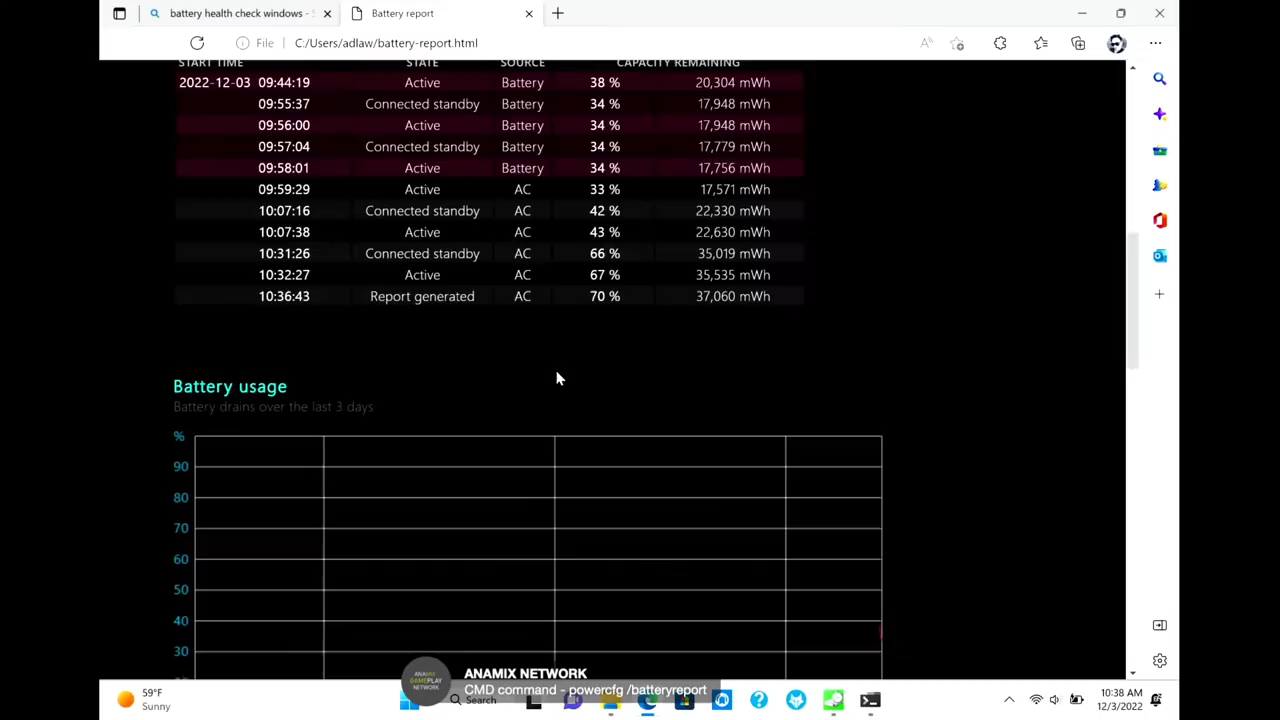 battery health check windows -
Battery report
File
C:/Users/adlaw/battery-report.html
START TIME STATE SOURCE CAPACITY REMAINING
2022-12-03 09:44:19 Active Battery 38 % 20,304 mWh
09:55:37 Connected standby Battery 34 % 17,948 mWh
09:56:00 Active Battery 34 % 17,948 mWh
09:57:04 Connected standby Battery 34 % 17,779 mWh
09:58:01 Active Battery 34 % 17,756 mWh
09:59:29 Active AC 33 % 17,571 mWh
10:07:16 Connected standby AC 42 % 22,330 mWh
10:07:38 Active AC 43 % 22,630 mWh
10:31:26 Connected standby AC 66 % 35,019 mWh
10:32:27 Active AC 67 % 35,535 mWh
10:36:43 Report generated AC 70 % 37,060 mWh
Battery usage
Battery drains over the last 3 days
%
90
80
70
60
50
40
30
ANAMIX GAMEPLAY NETWORK
ANAMIX NETWORK
CMD command - powercfg /batteryreport
59°F
Sunny
Search
10:38 AM
12/3/2022